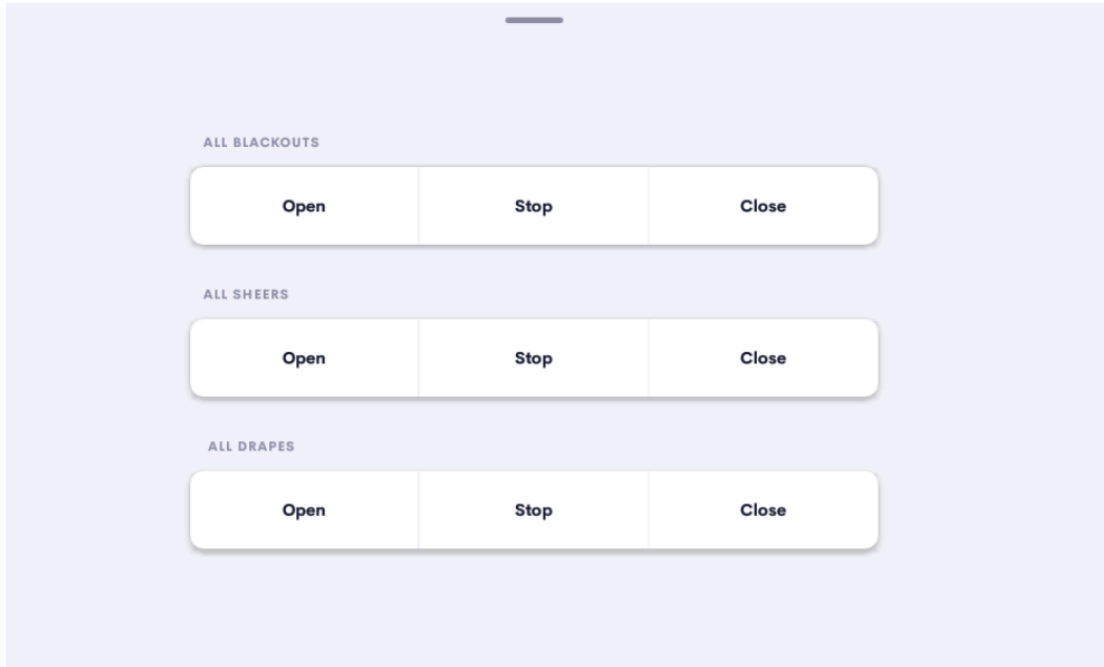 ALL BLACKOUTS
Open Stop Close
ALL SHEERS
Open Stop Close
ALL DRAPES
Open Stop Close